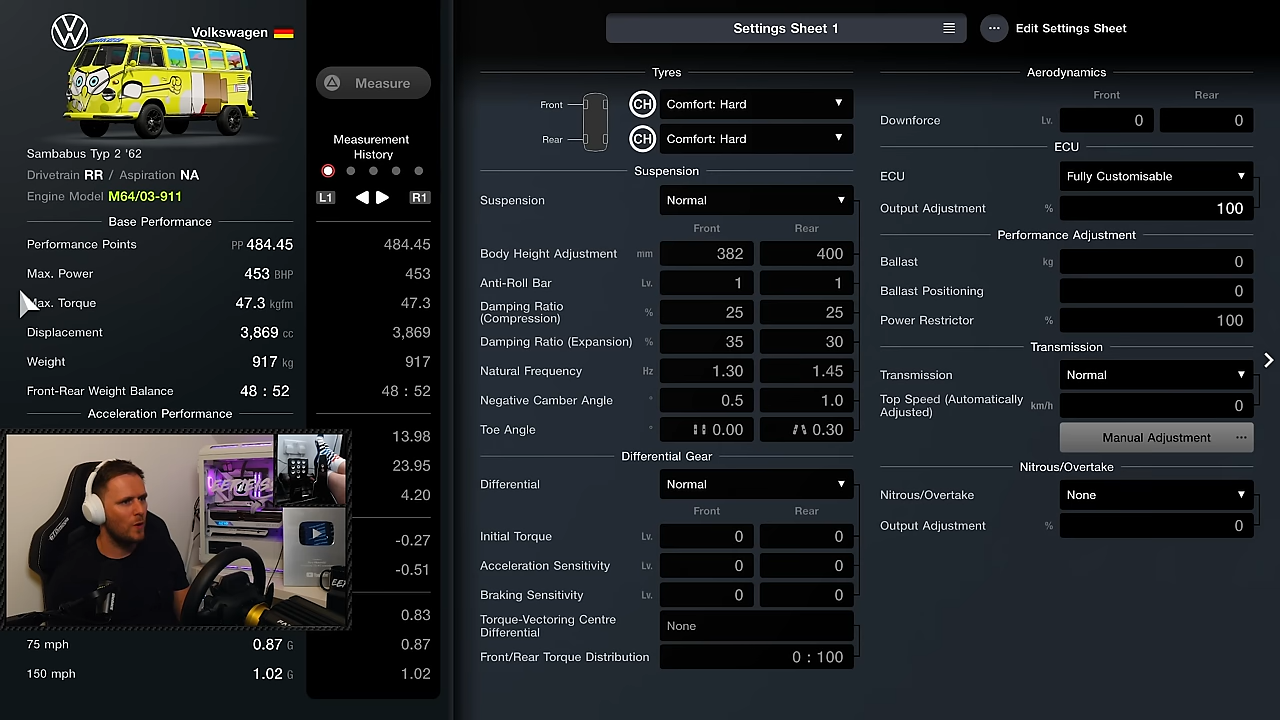 Volkswagen
Sambabus Typ 2 '62
Drivetrain RR / Aspiration NA
Engine Model M64/03-911
Base Performance
Performance Points PP 484.45
Max. Power 453 BHP
Max. Torque 47.3 kgfm
Displacement 3,869 cc
Weight 917 kg
Front-Rear Weight Balance 48 : 52
Acceleration Performance
75 mph 0.87 G
150 mph 1.02 G
Measure
Measurement
History
L1 R1
484.45
453
47.3
3,869
917
48 : 52
13.98
23.95
4.20
-0.27
-0.51
0.83
0.87
1.02
Settings Sheet 1
Edit Settings Sheet
Tyres
Front CH Comfort: Hard
Rear CH Comfort: Hard
Suspension
Suspension Normal
Front Rear
Body Height Adjustment mm 382 400
Anti-Roll Bar Lv. 1 1
Damping Ratio
(Compression) % 25 25
Damping Ratio (Expansion) % 35 30
Natural Frequency Hz 1.30 1.45
Negative Camber Angle ° 0.5 1.0
Toe Angle ° 0.00 0.30
Differential Gear
Differential Normal
Front Rear
Initial Torque Lv. 0 0
Acceleration Sensitivity Lv. 0 0
Braking Sensitivity Lv. 0 0
Torque-Vectoring Centre
Differential None
Front/Rear Torque Distribution 0 : 100
Aerodynamics
Front Rear
Downforce Lv. 0 0
ECU
ECU Fully Customisable
Output Adjustment % 100
Performance Adjustment
Ballast kg 0
Ballast Positioning 0
Power Restrictor % 100
Transmission
Transmission Normal
Top Speed (Automatically
Adjusted) km/h 0
Manual Adjustment
Nitrous/Overtake
Nitrous/Overtake None
Output Adjustment % 0